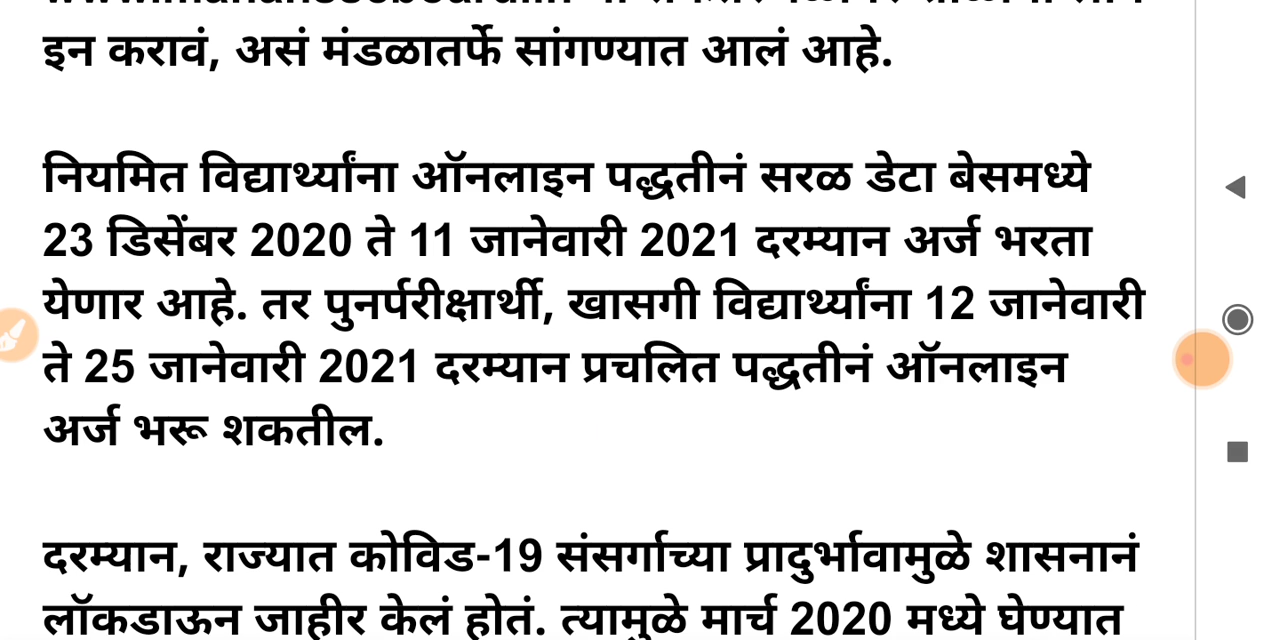 इन करावं, असं मंडळातर्फे सांगण्यात आलं आहे.
नियमित विद्यार्थ्यांना ऑनलाइन पद्धतीनं सरळ डेटा बेसमध्ये
23 डिसेंबर 2020 ते 11 जानेवारी 2021 दरम्यान अर्ज भरता
येणार आहे. तर पुनर्परीक्षार्थी, खासगी विद्यार्थ्यांना 12 जानेवारी
ते 25 जानेवारी 2021 दरम्यान प्रचलित पद्धतीनं ऑनलाइन
अर्ज भरू शकतील.
दरम्यान, राज्यात कोविड-19 संसर्गाच्या प्रादुर्भावामुळे शासनानं
लॉकडाऊन जाहीर केलं होतं. त्यामुळे मार्च 2020 मध्ये घेण्यात